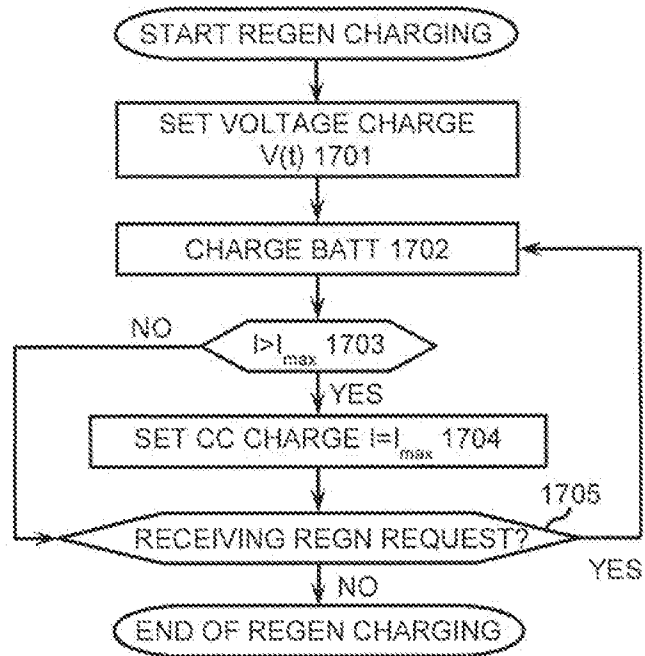 START REGEN CHARGING
SET VOLTAGE CHARGE
V(t) 1701
CHARGE BATT 1702
NO
I>Imax 1703
YES
SET CC CHARGE I=Imax 1704
1705
RECEIVING REGN REQUEST?
YES
NO
END OF REGEN CHARGING